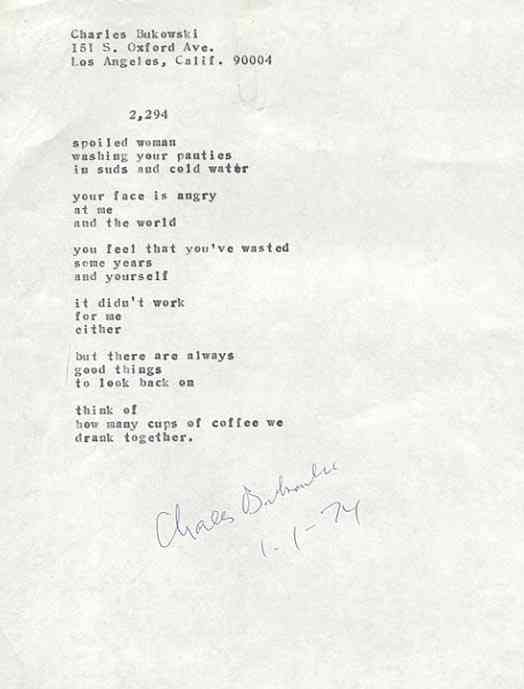 Charles Bukowski
151 S. Oxford Ave.
Los Angeles, Calif. 90004
2,294
spoiled woman
washing your panties
in suds and cold water
your face is angry
at me
and the world
you feel that you've wasted
some years
and yourself
it didn't work
for me
either
but there are always
good things
to look back on
think of
how many cups of coffee we
drank together.
Charles Bukowski
1-1-74